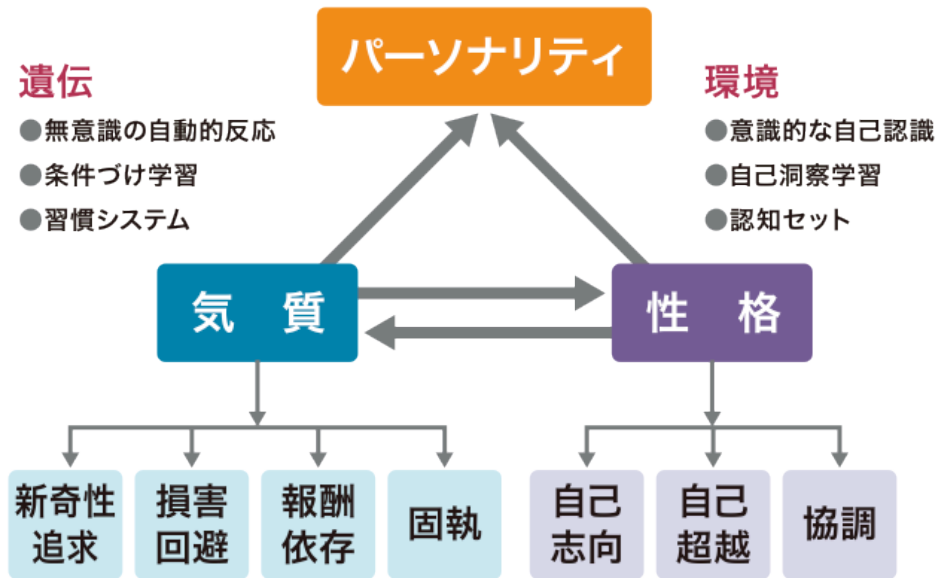 パーソナリティ
遺伝
●無意識の自動的反応
●条件づけ学習
●習慣システム
環境
●意識的な自己認識
●自己洞察学習
●認知セット
気 質
性 格
新奇性
追求
損害
回避
報酬
依存
固執
自己
志向
自己
超越
協調